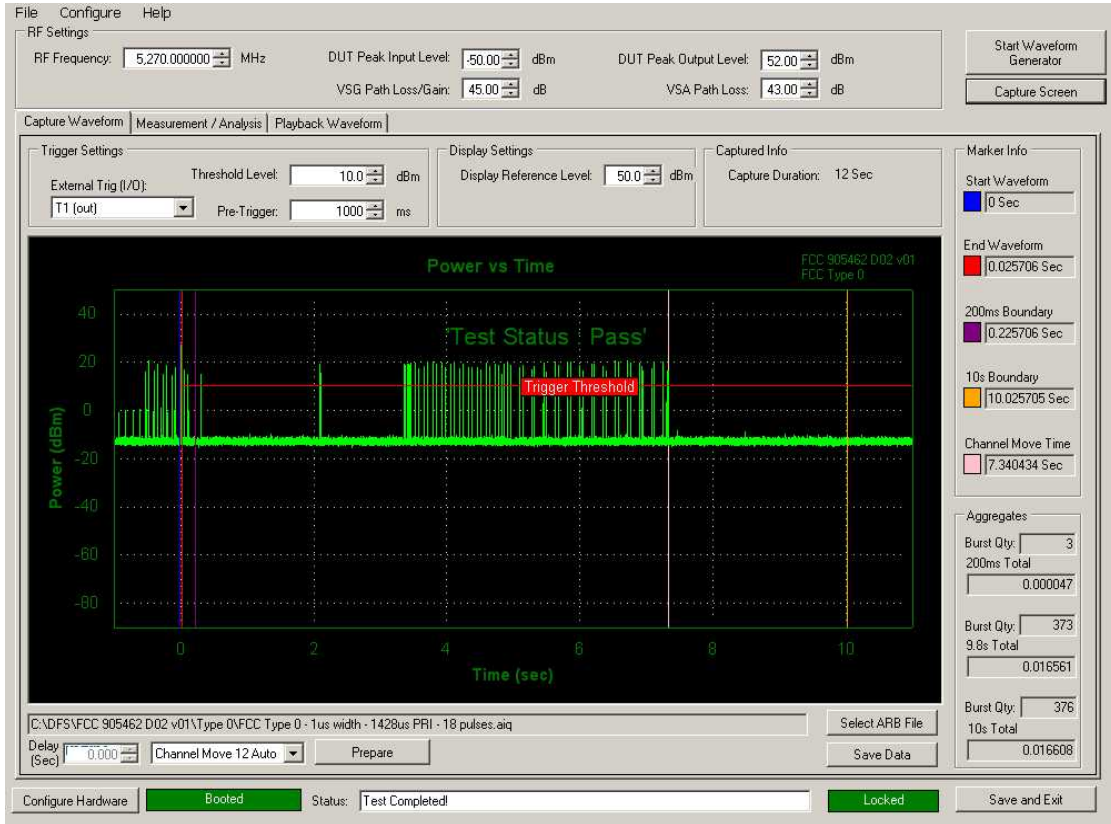 File Configure Help
RF Settings
RF Frequency: 5,270.000000 MHz
DUT Peak Input Level: -50.00 dBm
DUT Peak Output Level: 52.00 dBm
VSG Path Loss/Gain: 45.00 dB
VSA Path Loss: 43.00 dB
Start Waveform
Generator
Capture Screen
Capture Waveform Measurement / Analysis Playback Waveform
Trigger Settings
External Trig (I/O):
T1 (out)
Threshold Level: 10.0 dBm
Pre-Trigger: 1000 ms
Display Settings
Display Reference Level: 50.0 dBm
Captured Info
Capture Duration: 12 Sec
Marker Info
Start Waveform
0 Sec
End Waveform
0.025706 Sec
200ms Boundary
0.225706 Sec
10s Boundary
10.025705 Sec
Channel Move Time
7.340434 Sec
Power vs Time
FCC 905462 D02 v01
FCC Type 0
'Test Status : Pass'
Trigger Threshold
Power (dBm)
40
20
0
-20
-40
-60
-80
0 2 4 6 8 10
Time (sec)
Aggregates
Burst Qty: 3
200ms Total
0.000047
Burst Qty: 373
9.8s Total
0.016561
Burst Qty: 376
10s Total
0.016608
C:\DFS\FCC 905462 D02 v01\Type 0\FCC Type 0 - 1us width - 1428us PRI - 18 pulses.aiq
Select ARB File
Delay
(Sec) 0.000
Channel Move 12 Auto
Prepare
Save Data
Configure Hardware
Booted
Status: Test Completed!
Locked
Save and Exit